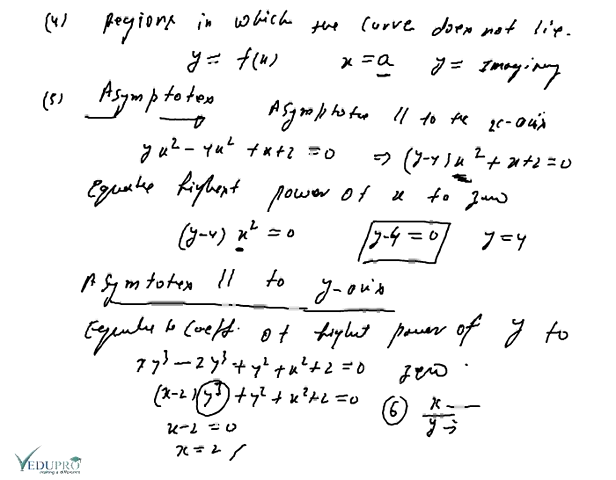 (4) Regions in which the curve does not lie.
y = f(x) x = a y = Imaginary
(5) Asymptotes
Asymptotes // to the x-axis
yx² - 4x² + x + 2 = 0 ⇒ (y-4)x² + x + 2 = 0
Equate highest power of x to zero
(y-4) x² = 0 y-4 = 0 y = 4
Asymtotes // to y-axis
Equate to coeff. of highest power of y to
xy³ - 2y³ + y² + x² + 2 = 0 zero.
(x-2) y³ + y² + x² + 2 = 0 (6) x
x-2 = 0 y →
x = 2
VEDUPRO
making a difference